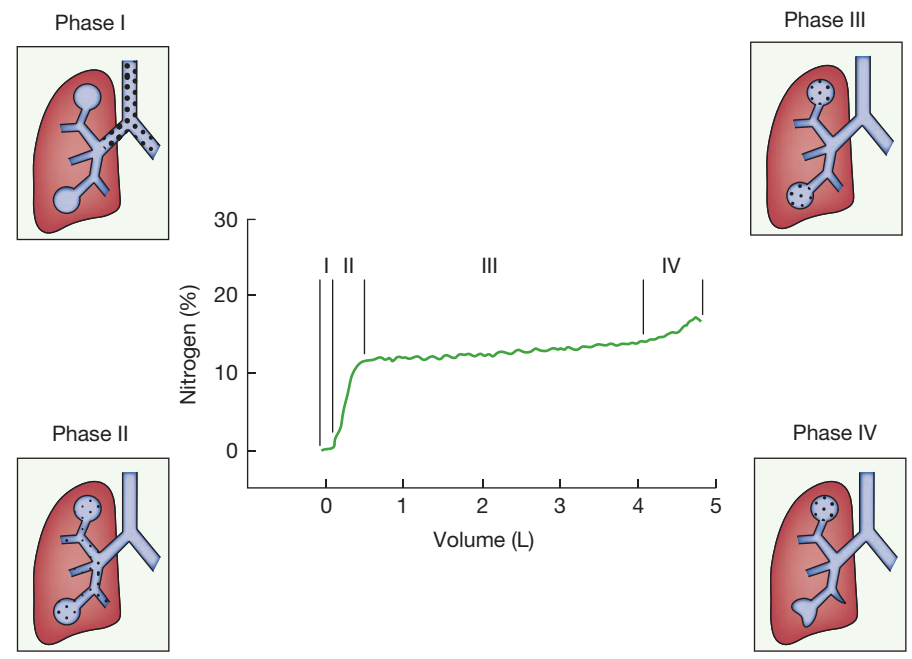 Phase I
Phase III
30
I II III IV
20
Nitrogen (%)
10
0
Phase II
Phase IV
0 1 2 3 4 5
Volume (L)